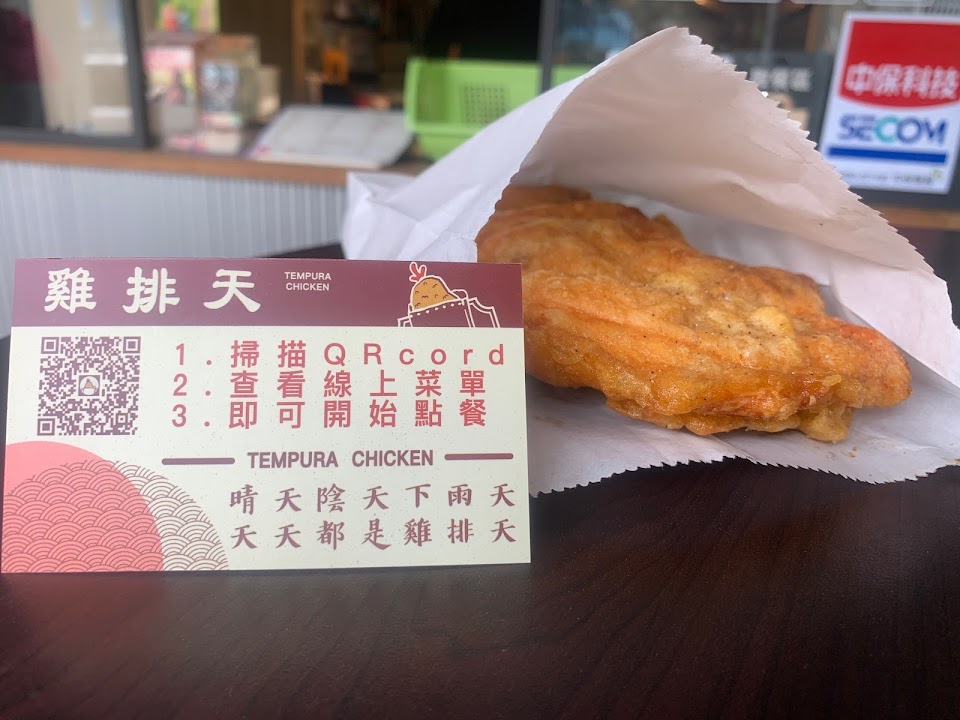 雞排天
TEMPURA
CHICKEN
1.掃描QRcord
2.查看線上菜單
3.即可開始點餐
TEMPURA CHICKEN
晴天陰天下雨天
天天都是雞排天
中保科技
SECOM